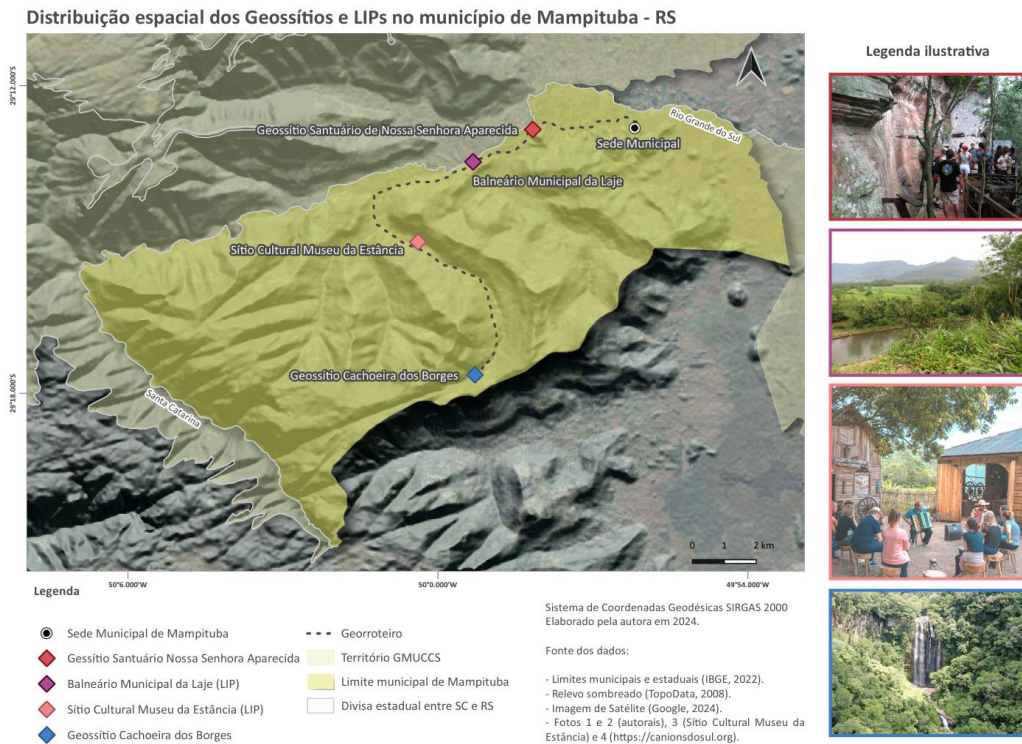 Distribuição espacial dos Geossítios e LIPs no município de Mampituba - RS
Legenda ilustrativa
29°12.000'S
29°18.000'S
Rio Grande do Sul
Geossítio Santuário de Nossa Senhora Aparecida
Sede Municipal
Balneário Municipal da Laje
Sítio Cultural Museu da Estância
Geossítio Cachoeira dos Borges
Santa Catarina
0 1 2 km
50°6.000'W
50°0.000'W
49°54.000'W
Legenda
Sede Municipal de Mampituba
Gessítio Santuário Nossa Senhora Aparecida
Balneário Municipal da Laje (LIP)
Sítio Cultural Museu da Estância (LIP)
Geossítio Cachoeira dos Borges
Georroteiro
Território GMUCCS
Limite municipal de Mampituba
Divisa estadual entre SC e RS
Sistema de Coordenadas Geodésicas SIRGAS 2000
Elaborado pela autora em 2024.
Fonte dos dados:
- Limites municipais e estaduais (IBGE, 2022).
- Relevo sombreado (TopoData, 2008).
- Imagem de Satélite (Google, 2024).
- Fotos 1 e 2 (autorais), 3 (Sítio Cultural Museu da
Estância) e 4 (https://canionsdosul.org).